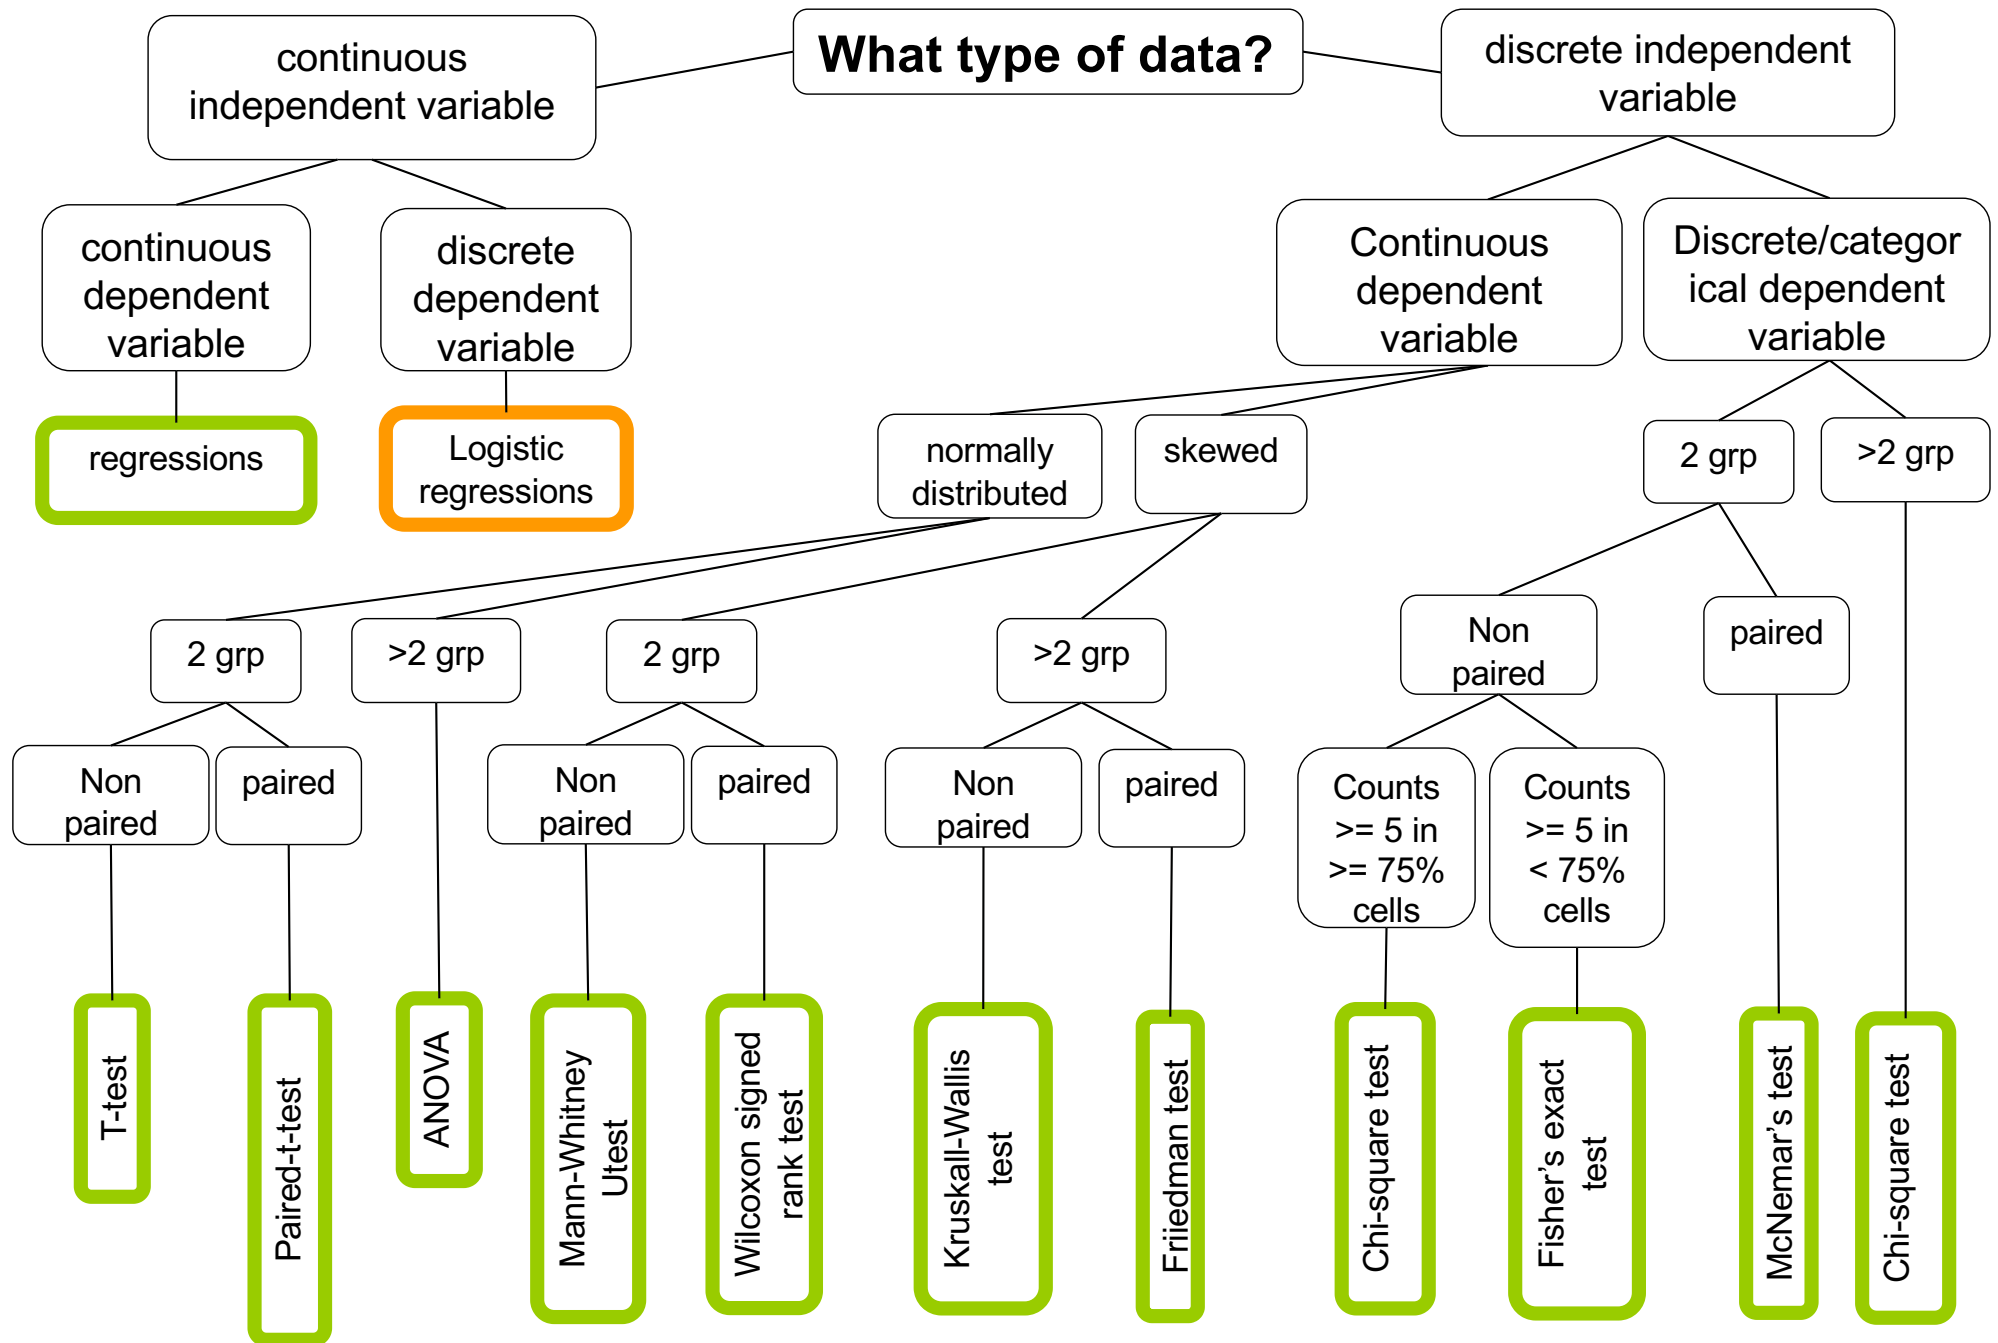 What type of data?
continuous
independent variable
discrete independent
variable
continuous
dependent
variable
discrete
dependent
variable
Continuous
dependent
variable
Discrete/categor
ical dependent
variable
regressions
Logistic
regressions
normally
distributed
skewed
2 grp
>2 grp
2 grp
>2 grp
2 grp
>2 grp
Non
paired
paired
Non
paired
paired
Non
paired
paired
Non
paired
paired
Counts
>= 5 in
>= 75%
cells
Counts
>= 5 in
< 75%
cells
T-test
Paired-t-test
ANOVA
Mann-Whitney
Utest
Wilcoxon signed
rank test
Kruskall-Wallis
test
Friiedman test
Chi-square test
Fisher’s exact
test
McNemar’s test
Chi-square test